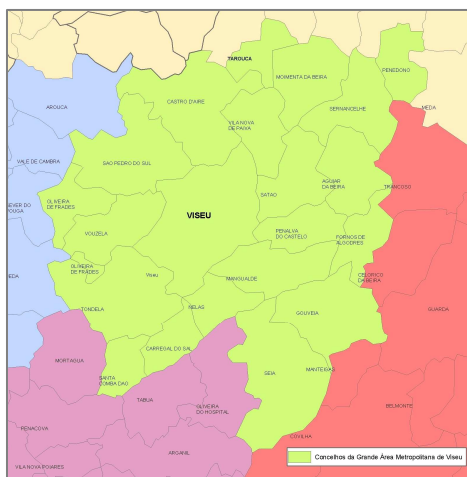 TAROUCA
MOIMENTA DA BEIRA
PENEDONO
AROUCA
CASTRO D'AIRE
SERNANCELHE
MEDA
VILA NOVA
DE PAIVA
VALE DE CAMBRA
SAO PEDRO DO SUL
AGUIAR
DA BEIRA
TRANCOSO
SATAO
SEVER DO
VOUGA
OLIVEIRA
DE FRADES
VISEU
VOUZELA
PENALVA
DO CASTELO
FORNOS DE
ALGODRES
OLIVEIRA
DE FRADES
Viseu
MANGUALDE
CELORICO
DA BEIRA
UEDA
TONDELA
NELAS
GOUVEIA
GUARDA
MORTAGUA
CARREGAL DO SAL
SANTA
COMBA DAO
SEIA
MANTEIGAS
TABUA
OLIVEIRA
DO HOSPITAL
BELMONTE
PENACOVA
COVILHA
ARGANIL
VILA NOVA POIARES
Concelhos da Grande Área Metropolitana de Viseu